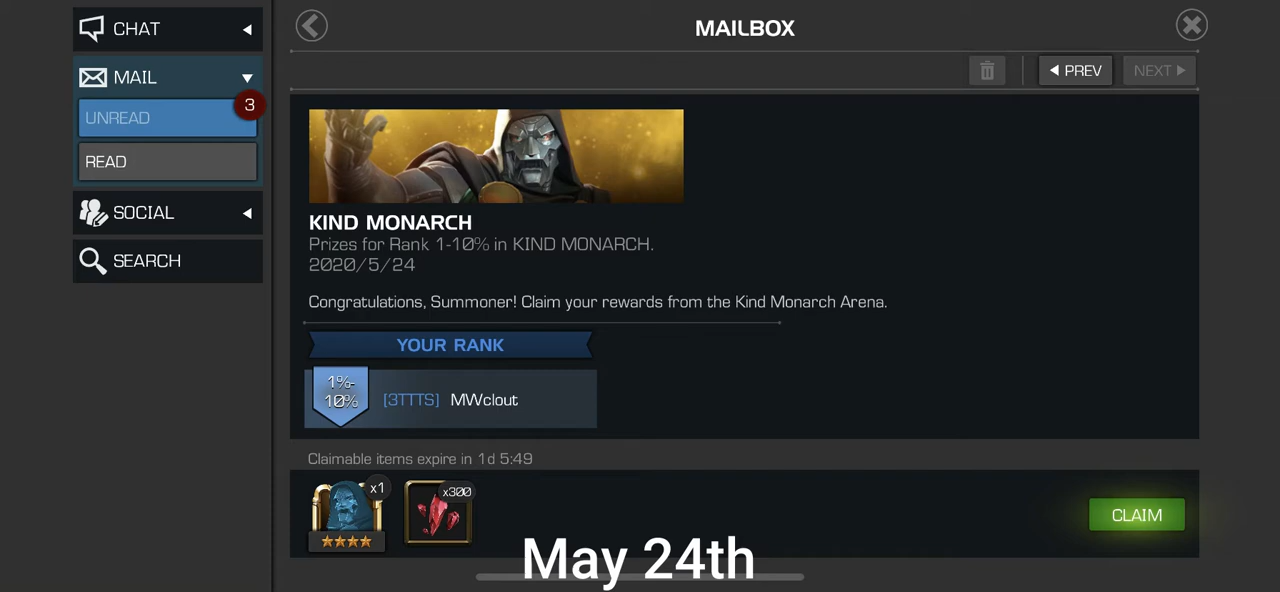 CHAT
MAIL
UNREAD
3
READ
SOCIAL
SEARCH
MAILBOX
PREV
NEXT
KIND MONARCH
Prizes for Rank 1-10% in KIND MONARCH.
2020/5/24
Congratulations, Summoner! Claim your rewards from the Kind Monarch Arena.
YOUR RANK
1%-
10%
[3TTTS] MWclout
Claimable items expire in 1d 5:49
x1
x300
CLAIM
May 24th